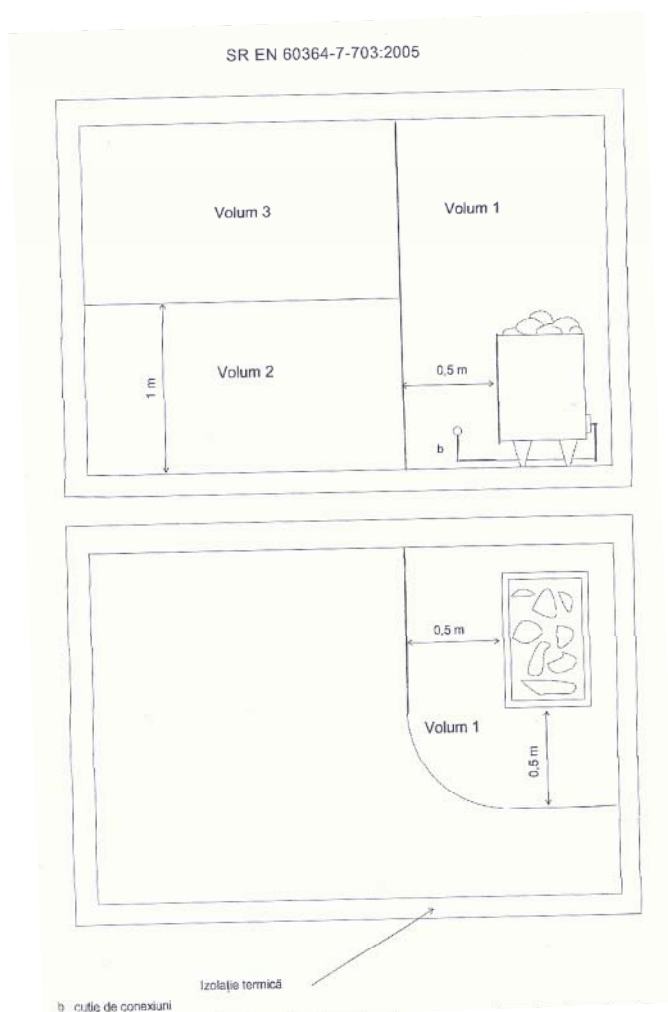 SR EN 60364-7-703:2005
Volum 3
Volum 1
Volum 2
1 m
0,5 m
b
0,5 m
Volum 1
0,5 m
Izolaţie termică
b cutie de conexiuni